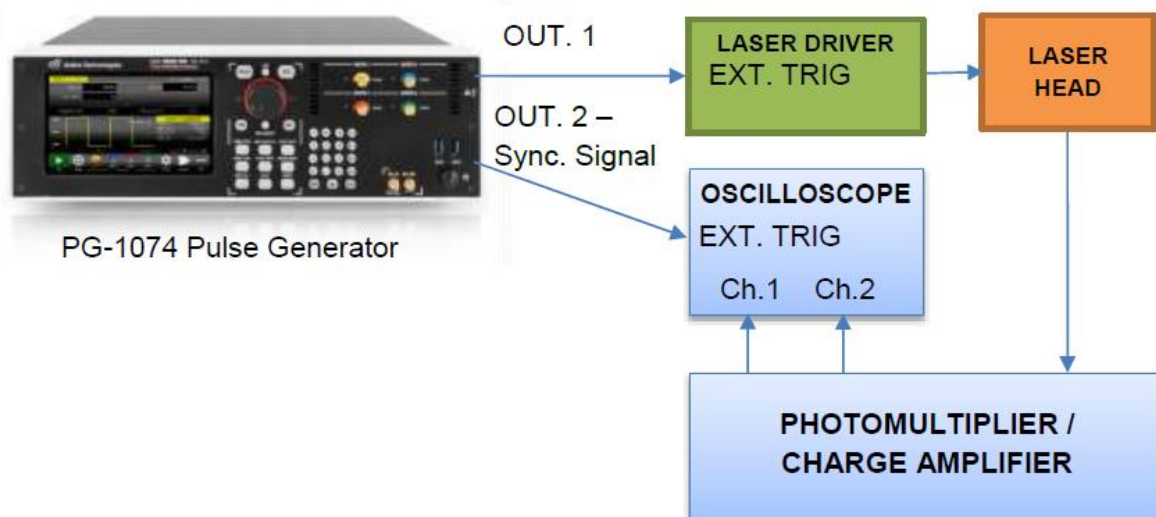 OUT. 1
OUT. 2 –
Sync. Signal
PG-1074 Pulse Generator
LASER DRIVER
EXT. TRIG
LASER
HEAD
OSCILLOSCOPE
EXT. TRIG
Ch.1 Ch.2
PHOTOMULTIPLIER /
CHARGE AMPLIFIER